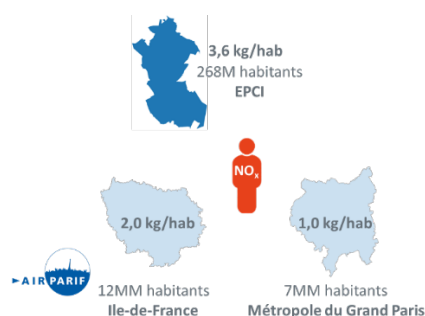 3,6 kg/hab
268M habitants
EPCI
NOx
2,0 kg/hab
1,0 kg/hab
AIRPARIF
12MM habitants
Ile-de-France
7MM habitants
Métropole du Grand Paris